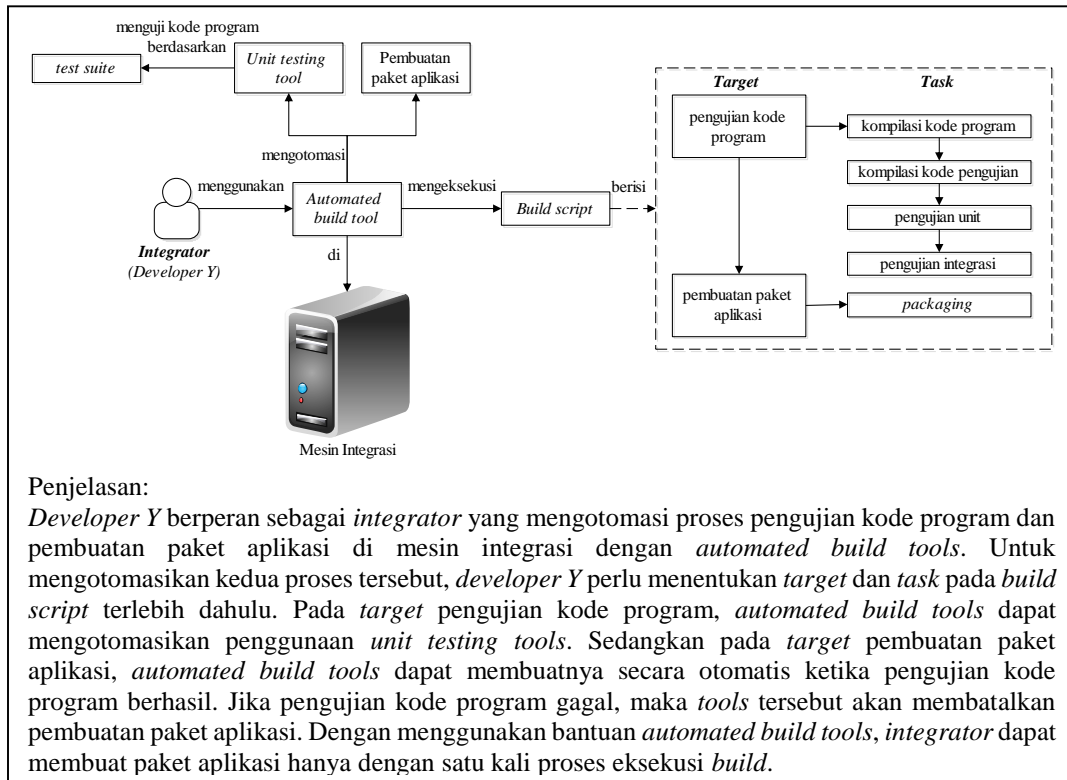 menguji kode program
berdasarkan
test suite
Unit testing
tool
Pembuatan
paket aplikasi
mengotomasi
menggunakan
Automated
build tool
mengeksekusi
Build script
berisi
Integrator
(Developer Y)
di
Mesin Integrasi
Target
Task
pengujian kode
program
kompilasi kode program
kompilasi kode pengujian
pengujian unit
pengujian integrasi
pembuatan paket
aplikasi
packaging
Penjelasan:
Developer Y berperan sebagai integrator yang mengotomasi proses pengujian kode program dan
pembuatan paket aplikasi di mesin integrasi dengan automated build tools. Untuk
mengotomasikan kedua proses tersebut, developer Y perlu menentukan target dan task pada build
script terlebih dahulu. Pada target pengujian kode program, automated build tools dapat
mengotomasikan penggunaan unit testing tools. Sedangkan pada target pembuatan paket
aplikasi, automated build tools dapat membuatnya secara otomatis ketika pengujian kode
program berhasil. Jika pengujian kode program gagal, maka tools tersebut akan membatalkan
pembuatan paket aplikasi. Dengan menggunakan bantuan automated build tools, integrator dapat
membuat paket aplikasi hanya dengan satu kali proses eksekusi build.